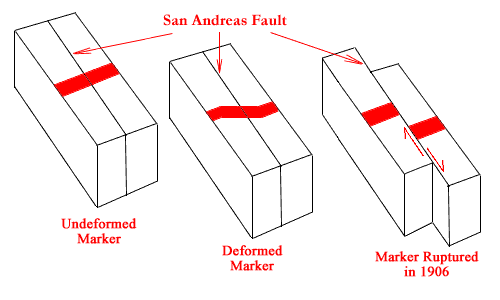 San Andreas Fault
Undeformed
Marker
Deformed
Marker
Marker Ruptured
in 1906